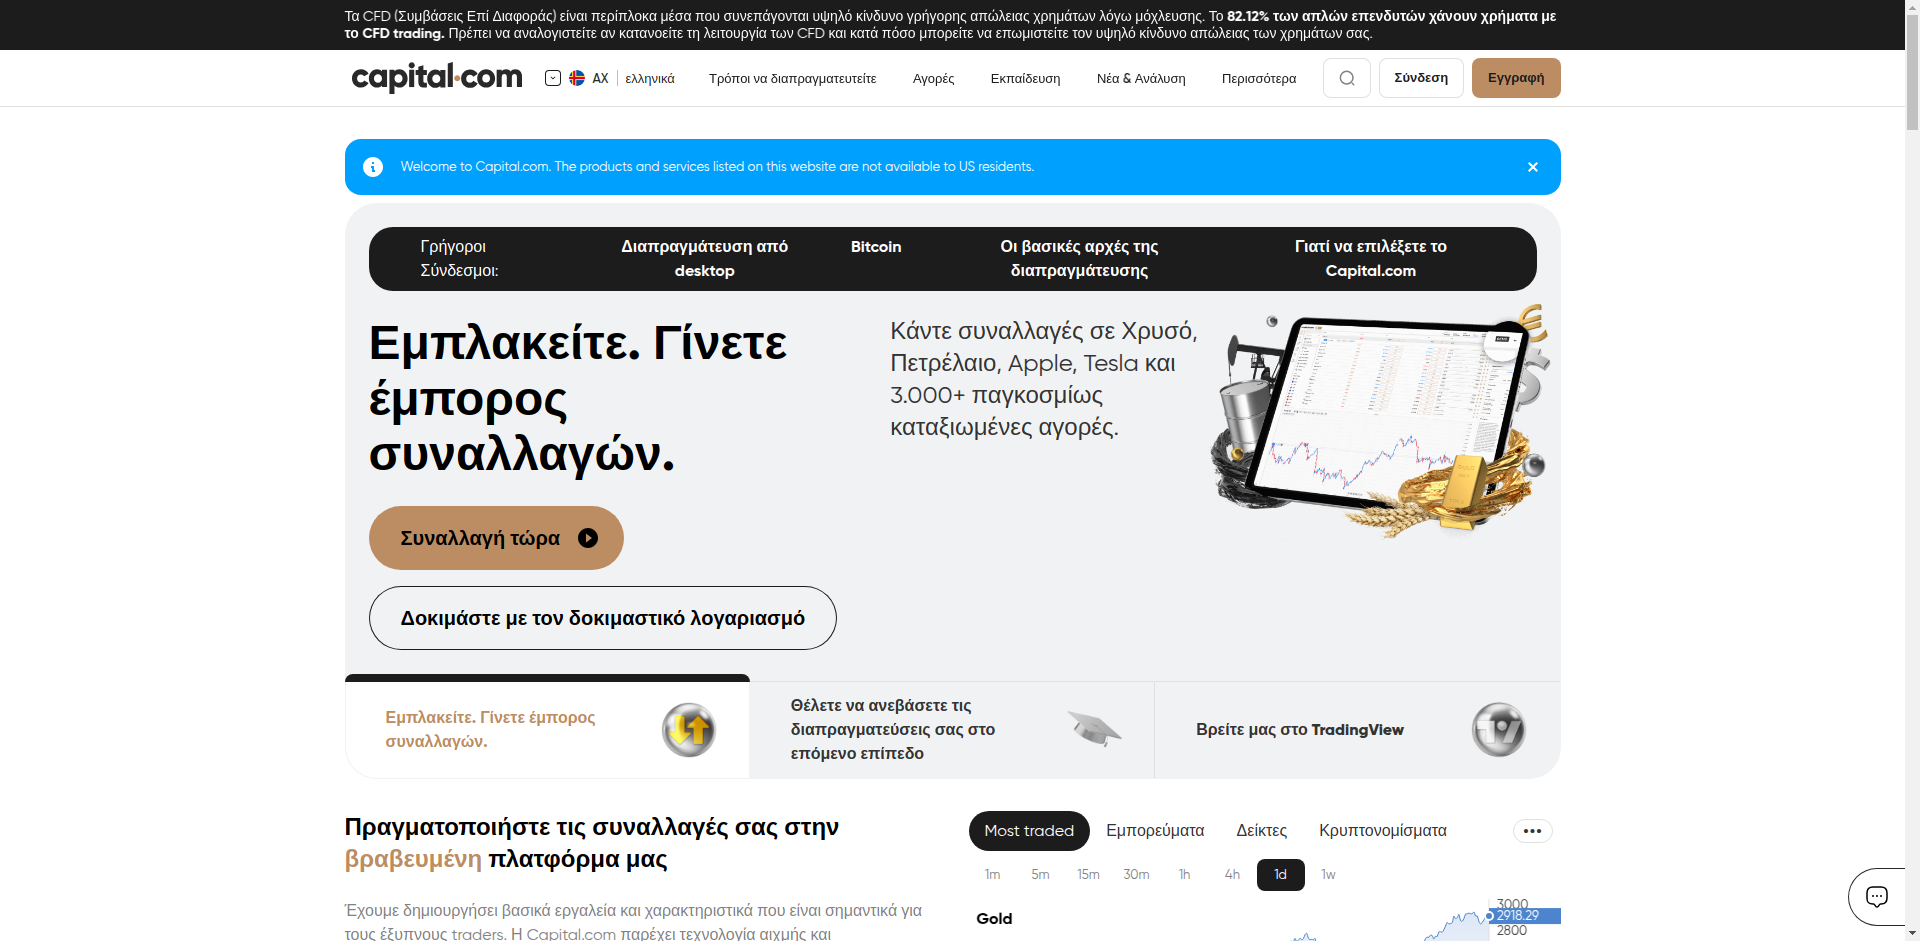 Τα CFD (Συμβάσεις Επί Διαφοράς) είναι περίπλοκα μέσα που συνεπάγονται υψηλό κίνδυνο γρήγορης απώλειας χρημάτων λόγω μόχλευσης. Το 82.12% των απλών επενδυτών χάνουν χρήματα με
το CFD trading. Πρέπει να αναλογιστείτε αν κατανοείτε τη λειτουργία των CFD και κατά πόσο μπορείτε να επωμιστείτε τον υψηλό κίνδυνο απώλειας των χρημάτων σας.
capital.com AX ελληνικά Τρόποι να διαπραγματευτείτε Αγορές Εκπαίδευση Νέα & Ανάλυση Περισσότερα Σύνδεση Εγγραφή
Welcome to Capital.com. The products and services listed on this website are not available to US residents.
Γρήγοροι
Σύνδεσμοι:
Διαπραγμάτευση από
desktop
Bitcoin
Οι βασικές αρχές της
διαπραγμάτευσης
Γιατί να επιλέξετε το
Capital.com
Εμπλακείτε. Γίνετε
έμπορος
συναλλαγών.
Κάντε συναλλαγές σε Χρυσό,
Πετρέλαιο, Apple, Tesla και
3.000+ παγκοσμίως
καταξιωμένες αγορές.
Συναλλαγή τώρα
Δοκιμάστε με τον δοκιμαστικό λογαριασμό
Εμπλακείτε. Γίνετε έμπορος
συναλλαγών.
Θέλετε να ανεβάσετε τις
διαπραγματεύσεις σας στο
επόμενο επίπεδο
Βρείτε μας στο TradingView
Πραγματοποιήστε τις συναλλαγές σας στην
βραβευμένη πλατφόρμα μας
Έχουμε δημιουργήσει βασικά εργαλεία και χαρακτηριστικά που είναι σημαντικά για
τους έξυπνους traders. Η Capital.com παρέχει τεχνολογία αιχμής και
Most traded Εμπορεύματα Δείκτες Κρυπτονομίσματα
1m 5m 15m 30m 1h 4h 1d 1w
Gold
3000
2918.29
2800